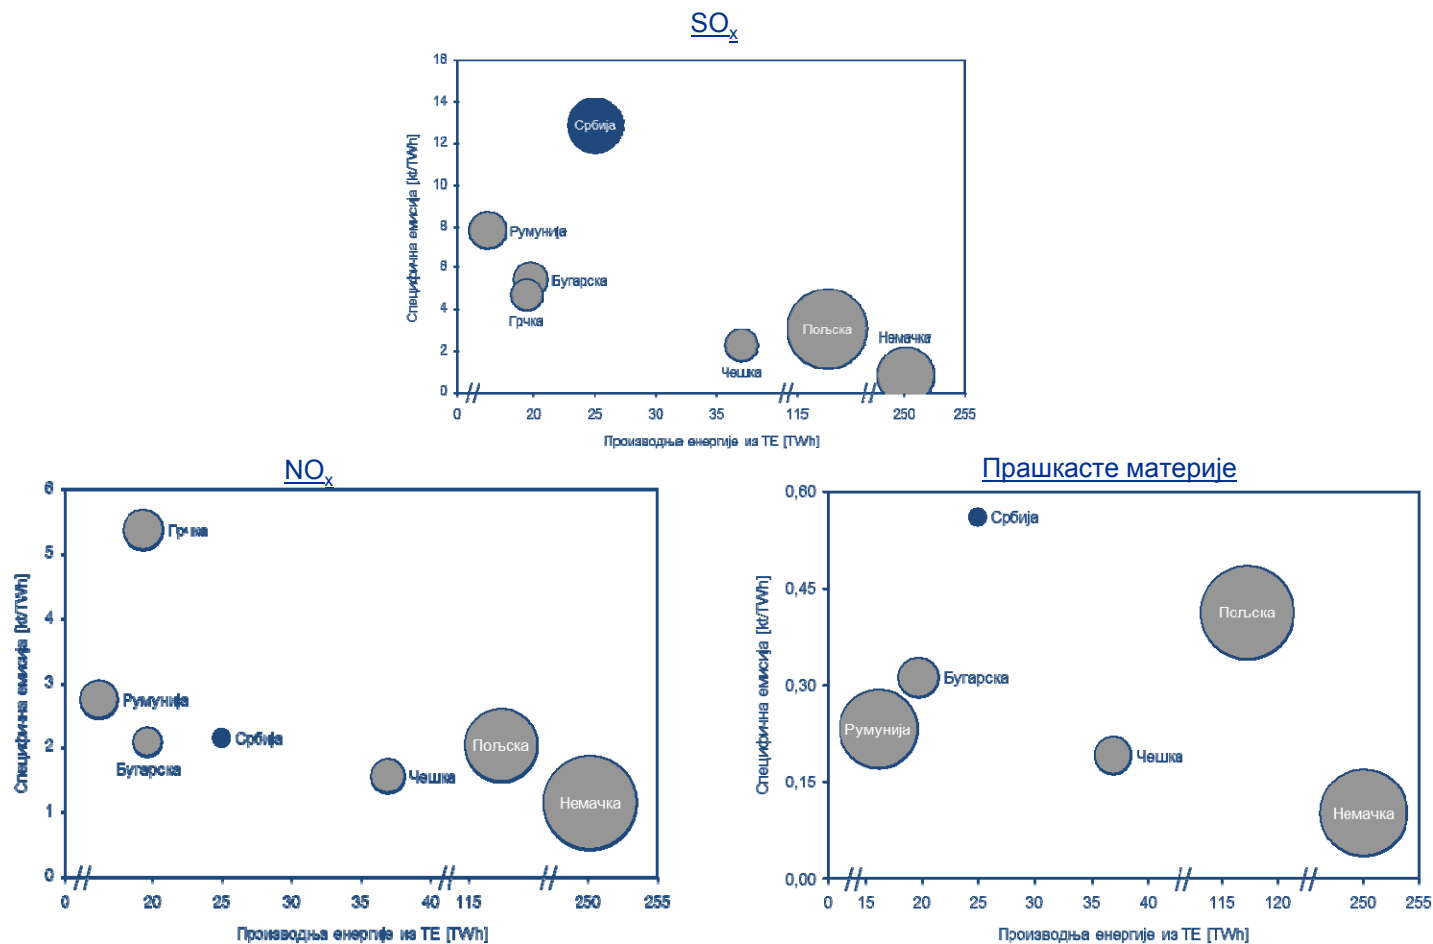 SOx
Специфична емисија [kt/TWh]
16
14
12
10
8
6
4
2
0
Србија
Румунија
Бугарска
Грчка
Чешка
Пољска
Немачка
0 20 25 30 35 115 250 255
Производња енергије из ТЕ [TWh]
NOx
Специфична емисија [kt/TWh]
6
5
4
3
2
1
0
Грчка
Румунија
Бугарска
Србија
Чешка
Пољска
Немачка
0 20 25 30 35 40 115 250 255
Производња енергије из ТЕ [TWh]
Прашкасте материје
Специфична емисија [kt/TWh]
0,60
0,45
0,30
0,15
0,00
Србија
Пољска
Бугарска
Румунија
Чешка
Немачка
0 15 20 25 30 35 40 115 120 250 255
Производња енергије из ТЕ [TWh]